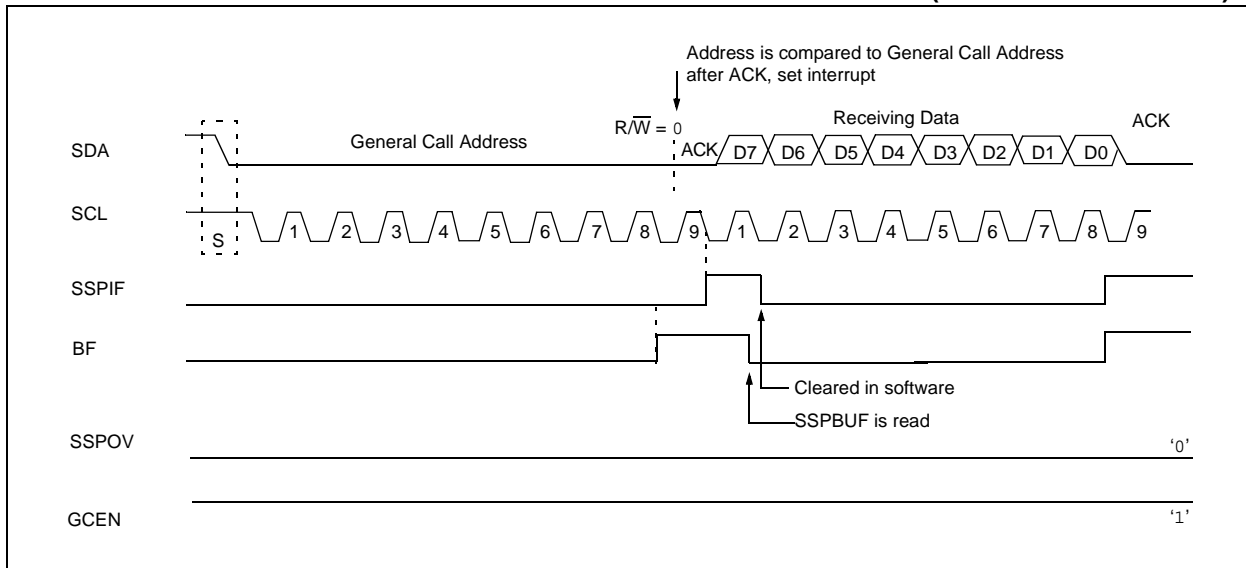 Address is compared to General Call Address
after ACK, set interrupt
R/W = 0
Receiving Data
ACK
SDA
General Call Address
ACK
D7 D6 D5 D4 D3 D2 D1 D0
SCL
S
1 2 3 4 5 6 7 8 9 1 2 3 4 5 6 7 8 9
SSPIF
BF
Cleared in software
SSPBUF is read
SSPOV
‘0’
GCEN
‘1’